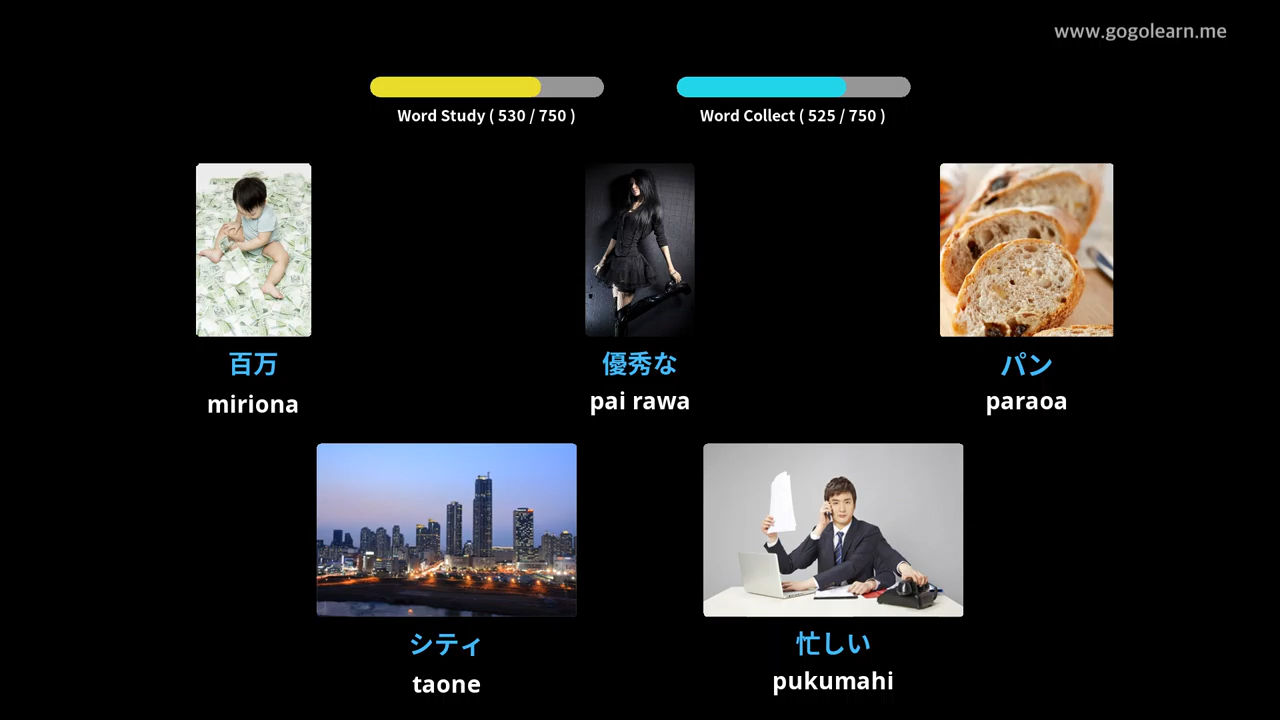 www.gogolearn.me
Word Study ( 530 / 750 )
Word Collect ( 525 / 750 )
百万
miriona
優秀な
pai rawa
パン
paraoa
シティ
taone
忙しい
pukumahi